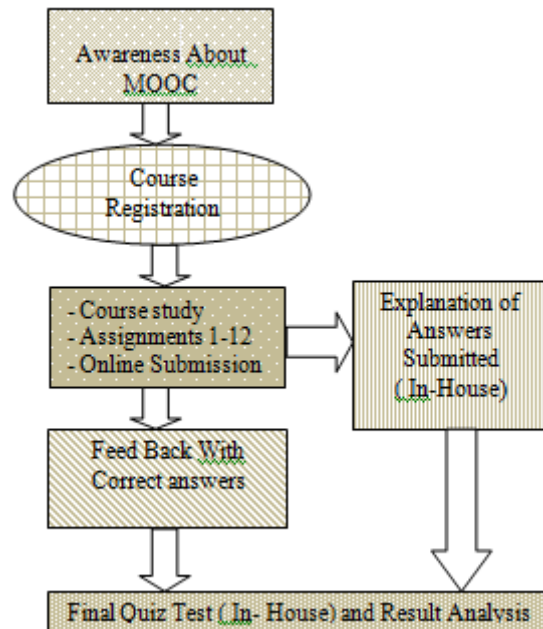 Awareness About
MOOC
Course
Registration
- Course study
- Assignments 1-12
- Online Submission
Explanation of
Answers
Submitted
( In-House)
Feed Back With
Correct answers
Final Quiz Test ( In- House) and Result Analysis